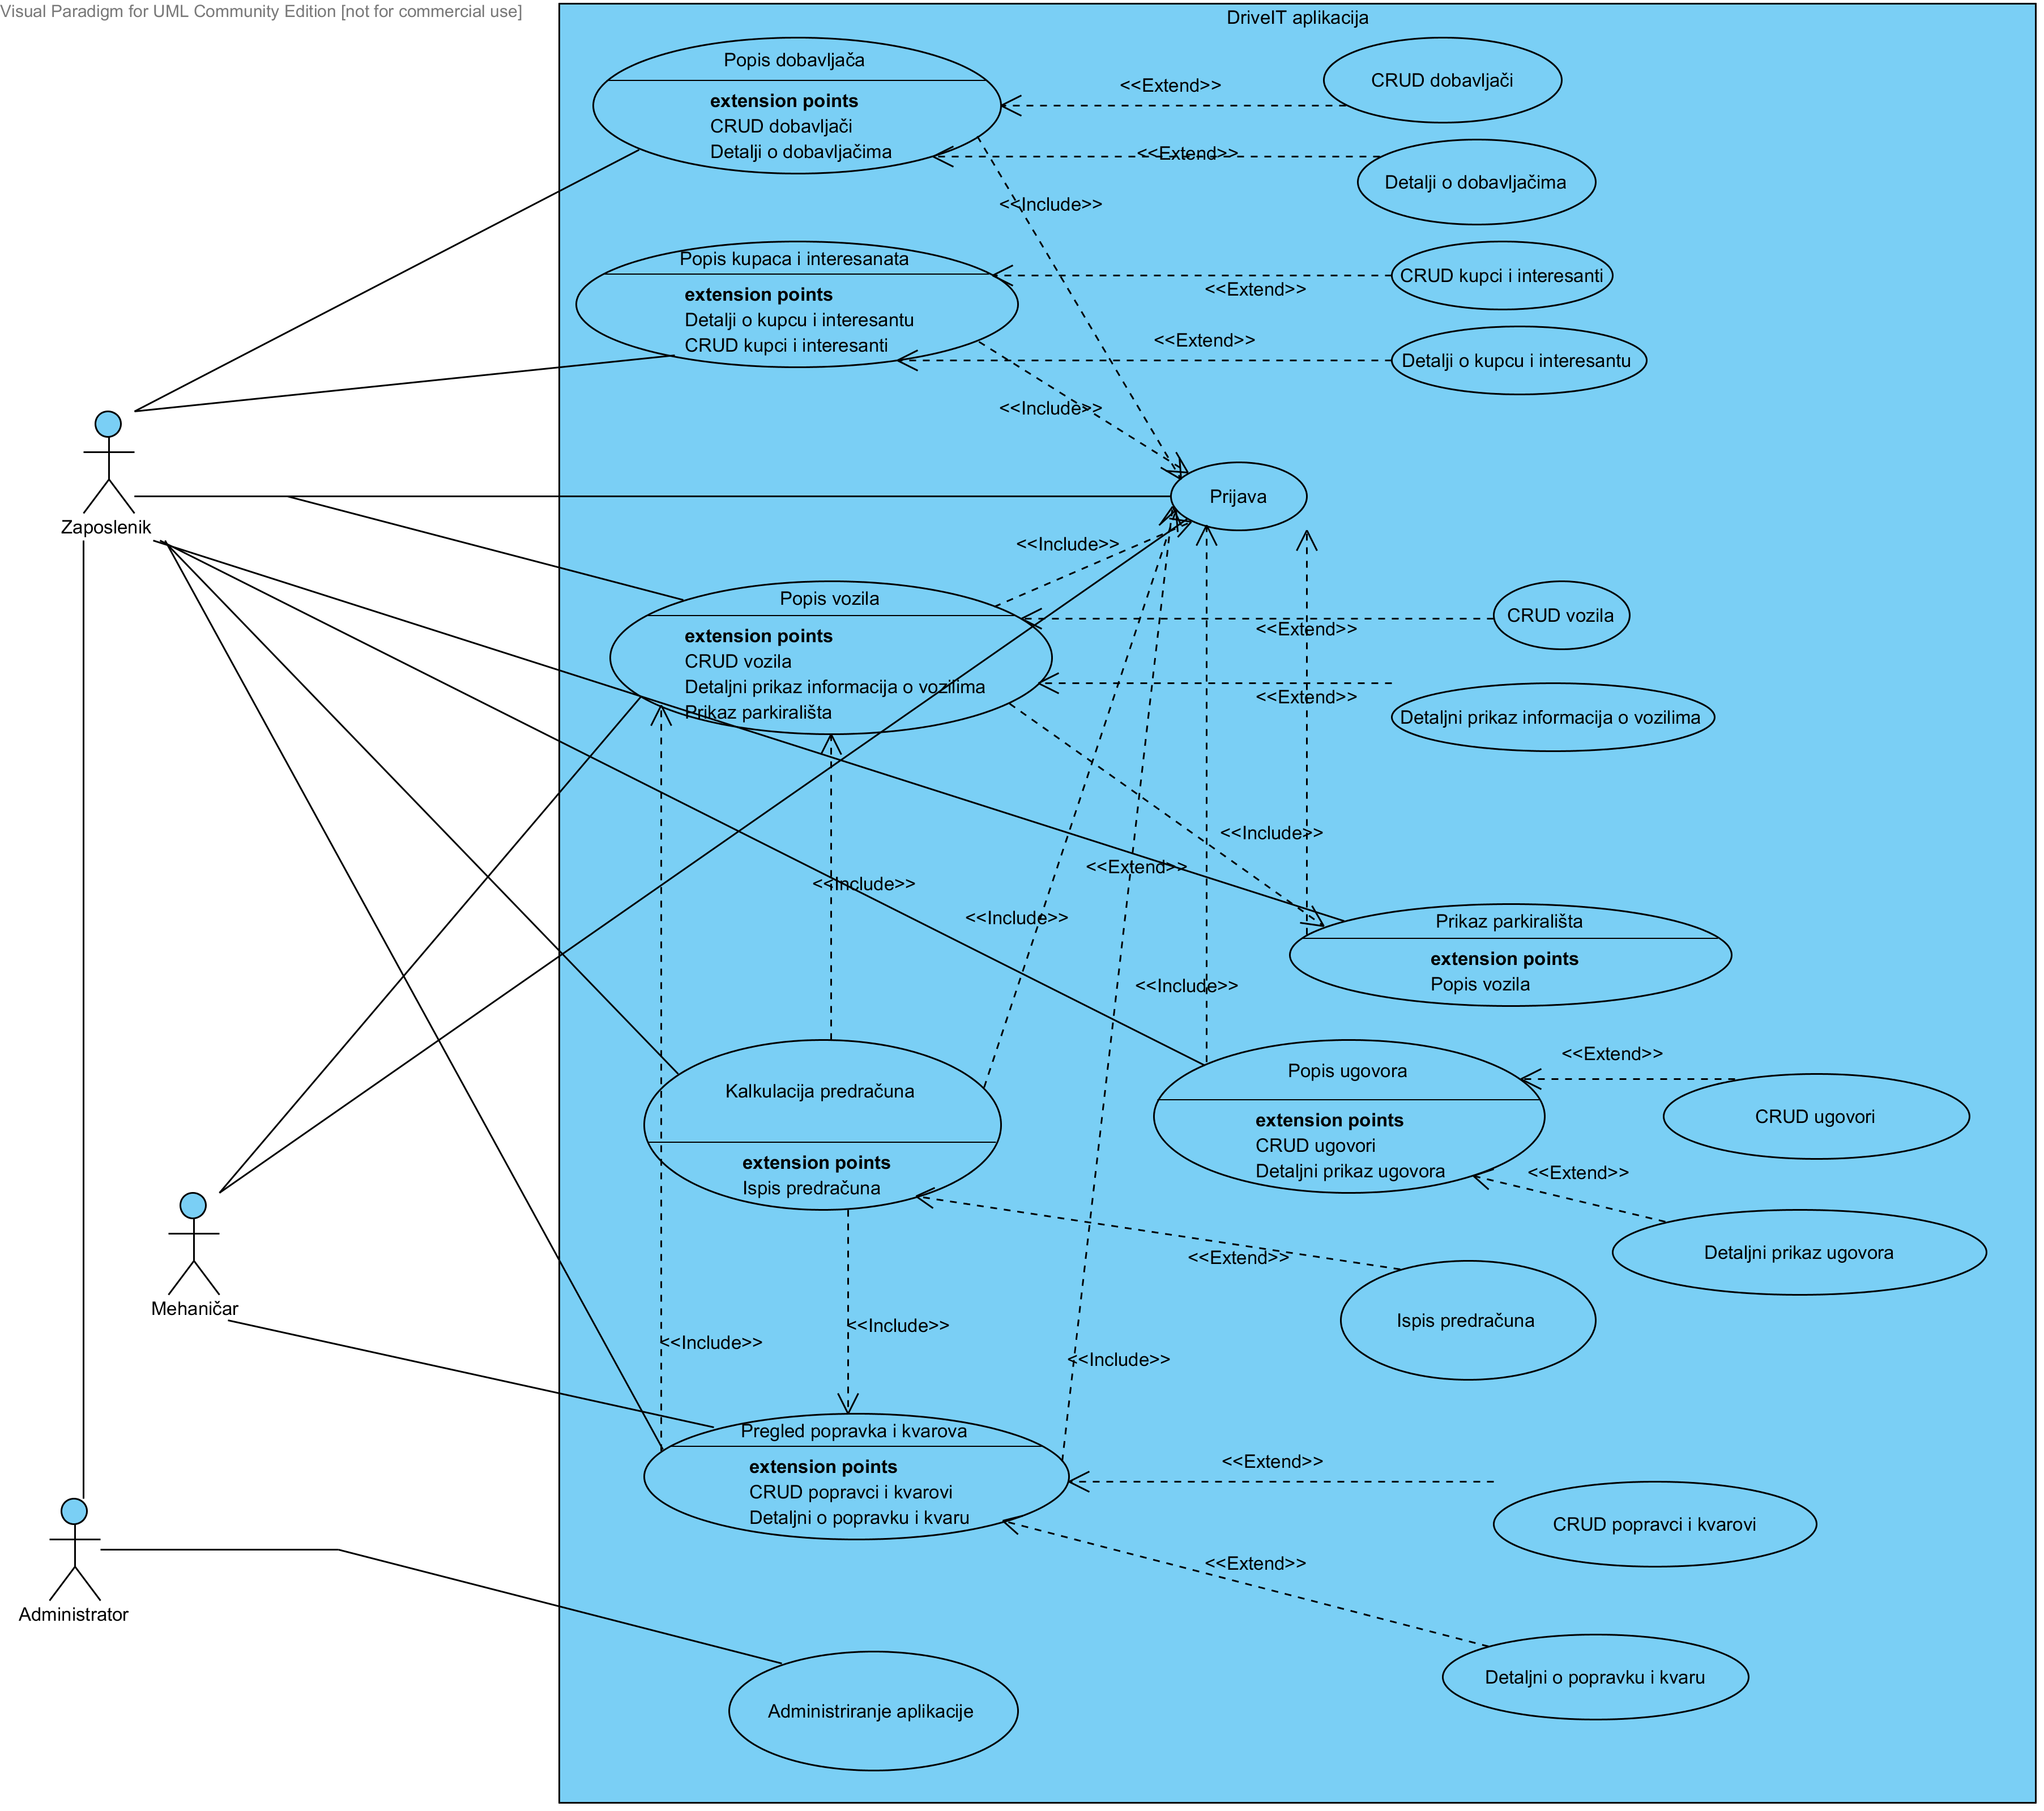 Visual Paradigm for UML Community Edition [not for commercial use]
DriveIT aplikacija
Popis dobavljača
extension points
CRUD dobavljači
Detalji o dobavljačima
<<Extend>>
CRUD dobavljači
<<Extend>>
Detalji o dobavljačima
<<Include>>
Popis kupaca i interesanata
extension points
Detalji o kupcu i interesantu
CRUD kupci i interesanti
<<Extend>>
CRUD kupci i interesanti
<<Extend>>
Detalji o kupcu i interesantu
<<Include>>
Zaposlenik
Prijava
<<Include>>
Popis vozila
extension points
CRUD vozila
Detaljni prikaz informacija o vozilima
Prikaz parkirališta
<<Extend>>
CRUD vozila
<<Extend>>
Detaljni prikaz informacija o vozilima
<<Include>>
<<Extend>>
<<Include>>
<<Include>>
Prikaz parkirališta
extension points
Popis vozila
<<Include>>
Kalkulacija predračuna
extension points
Ispis predračuna
Popis ugovora
extension points
CRUD ugovori
Detaljni prikaz ugovora
<<Extend>>
CRUD ugovori
<<Extend>>
Detaljni prikaz ugovora
<<Extend>>
Ispis predračuna
Mehaničar
<<Include>>
<<Include>>
<<Include>>
Pregled popravka i kvarova
extension points
CRUD popravci i kvarovi
Detaljni o popravku i kvaru
<<Extend>>
CRUD popravci i kvarovi
<<Extend>>
Detaljni o popravku i kvaru
Administrator
Administriranje aplikacije